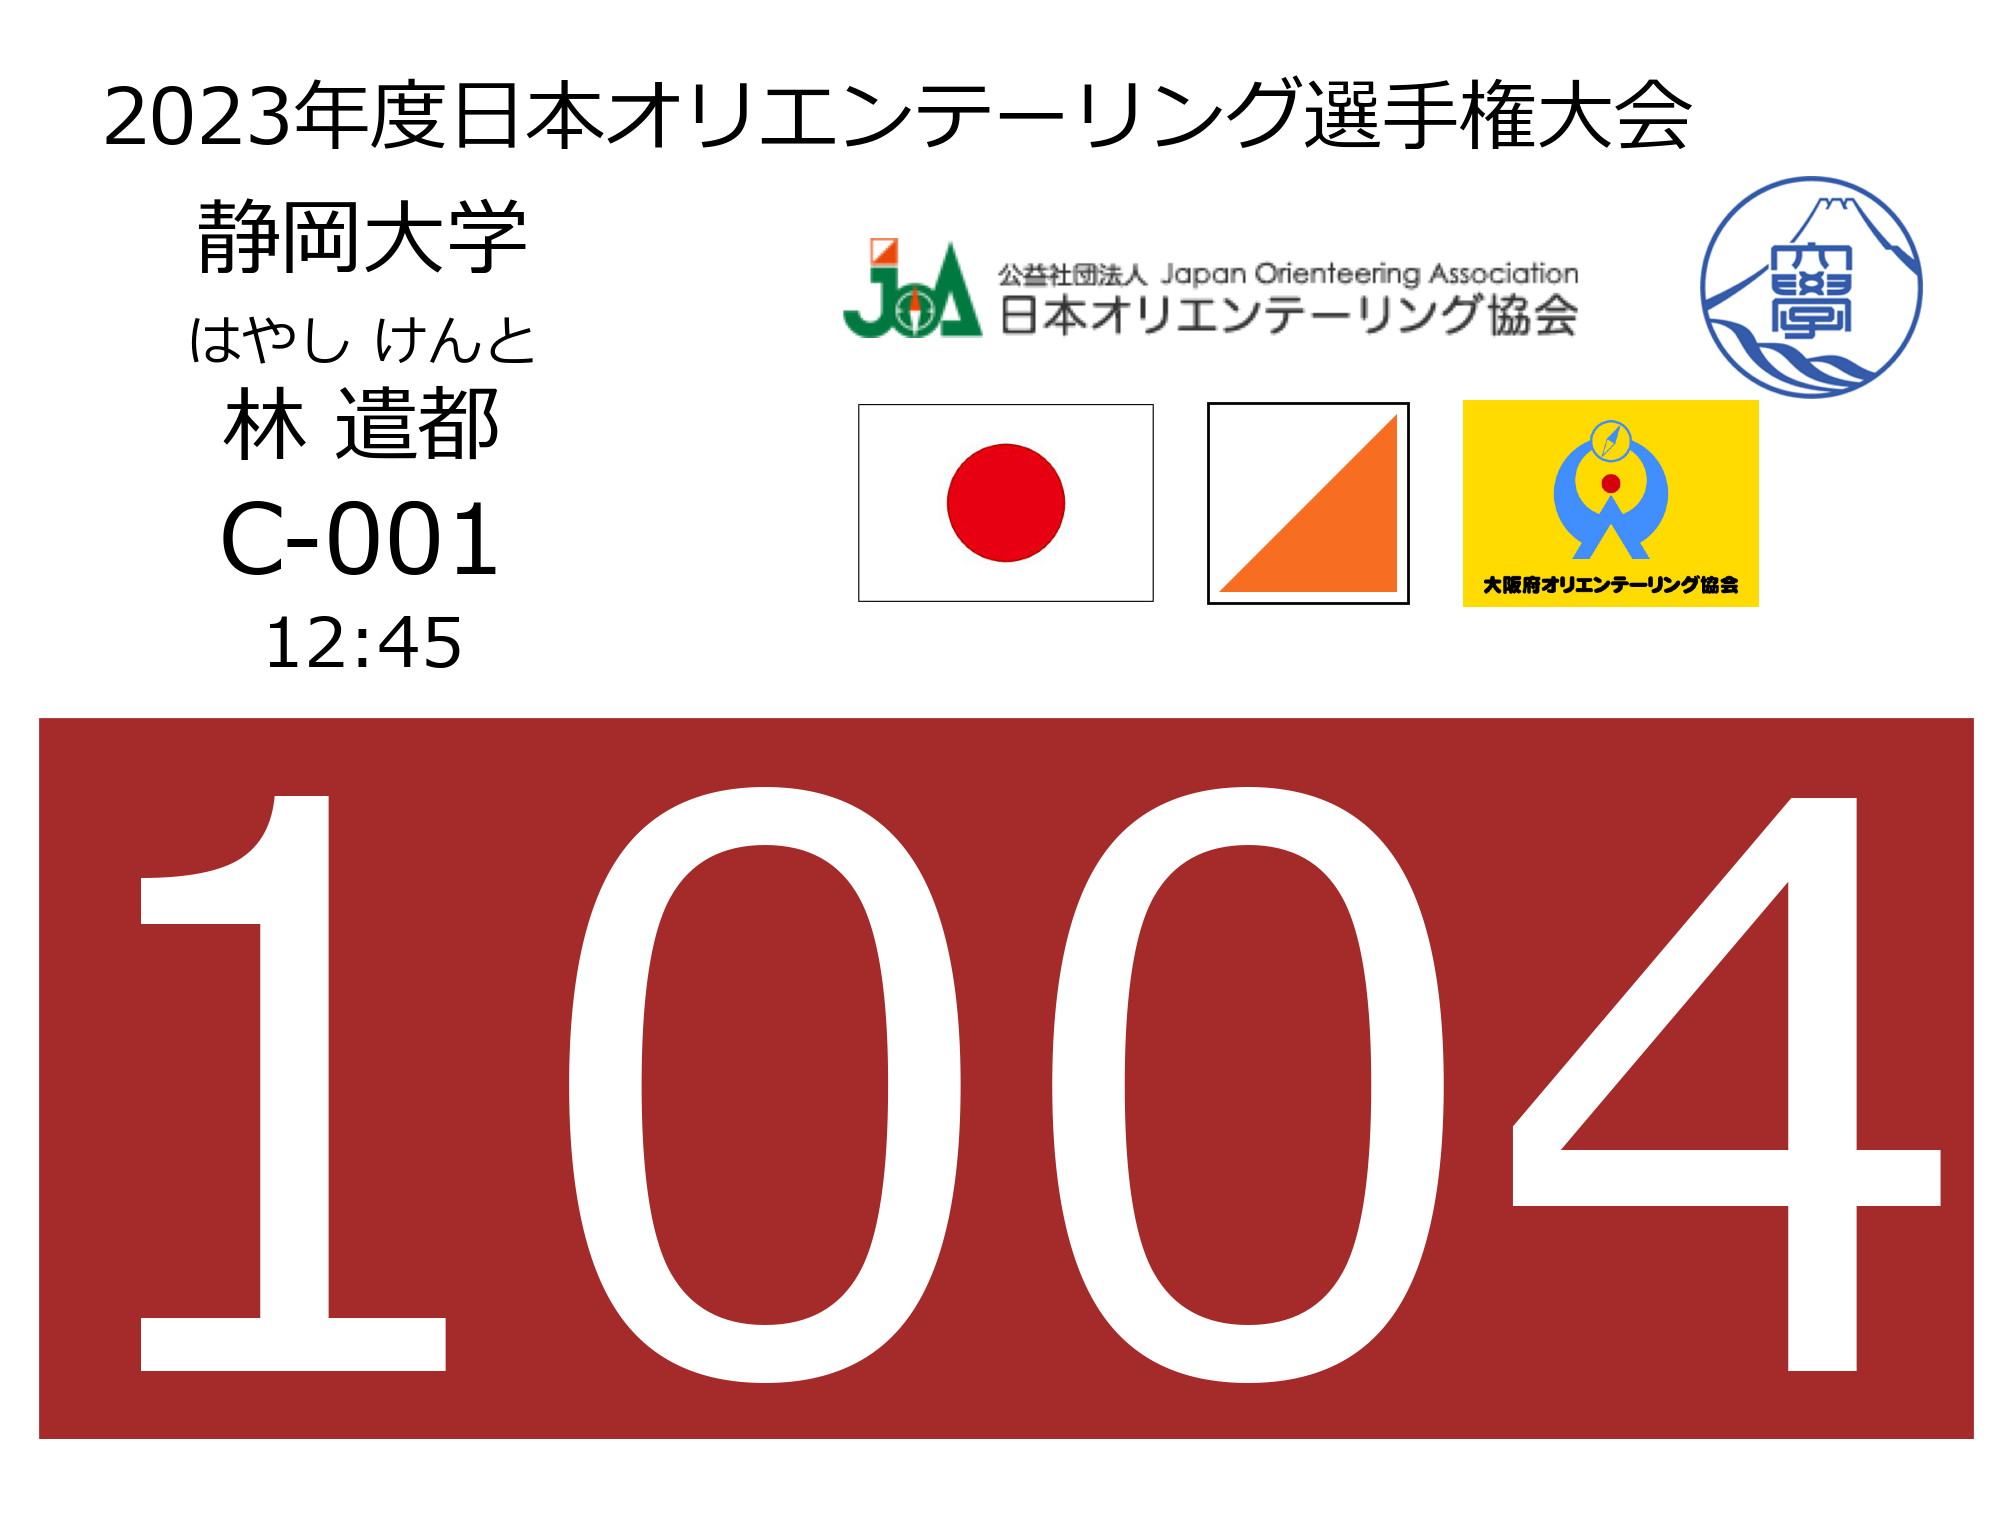 2023年度日本オリエンテーリング選手権大会
静岡大学
はやし けんと
林 遣都
C-001
12:45
JOA
公益社団法人 Japan Orienteering Association
日本オリエンテーリング協会
大學
大阪府オリエンテーリング協会
1004